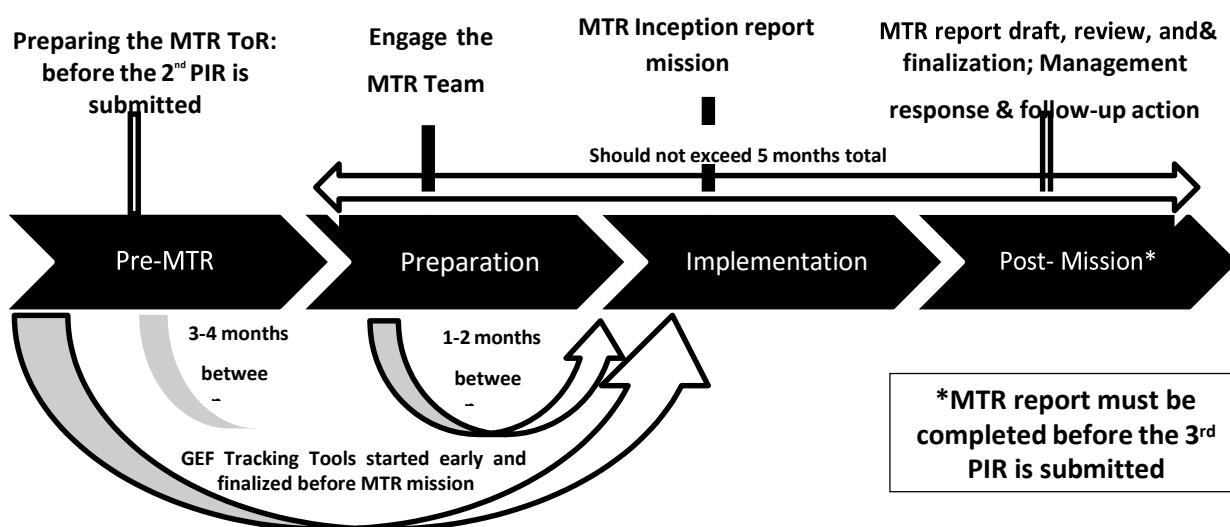 Preparing the MTR ToR:
before the 2nd PIR is
submitted
Engage the
MTR Team
MTR Inception report
mission
MTR report draft, review, and&
finalization; Management
response & follow-up action
Should not exceed 5 months total
Pre-MTR
Preparation
Implementation
Post- Mission*
3-4 months
betwee
1-2 months
betwee
GEF Tracking Tools started early and
finalized before MTR mission
*MTR report must be
completed before the 3rd
PIR is submitted